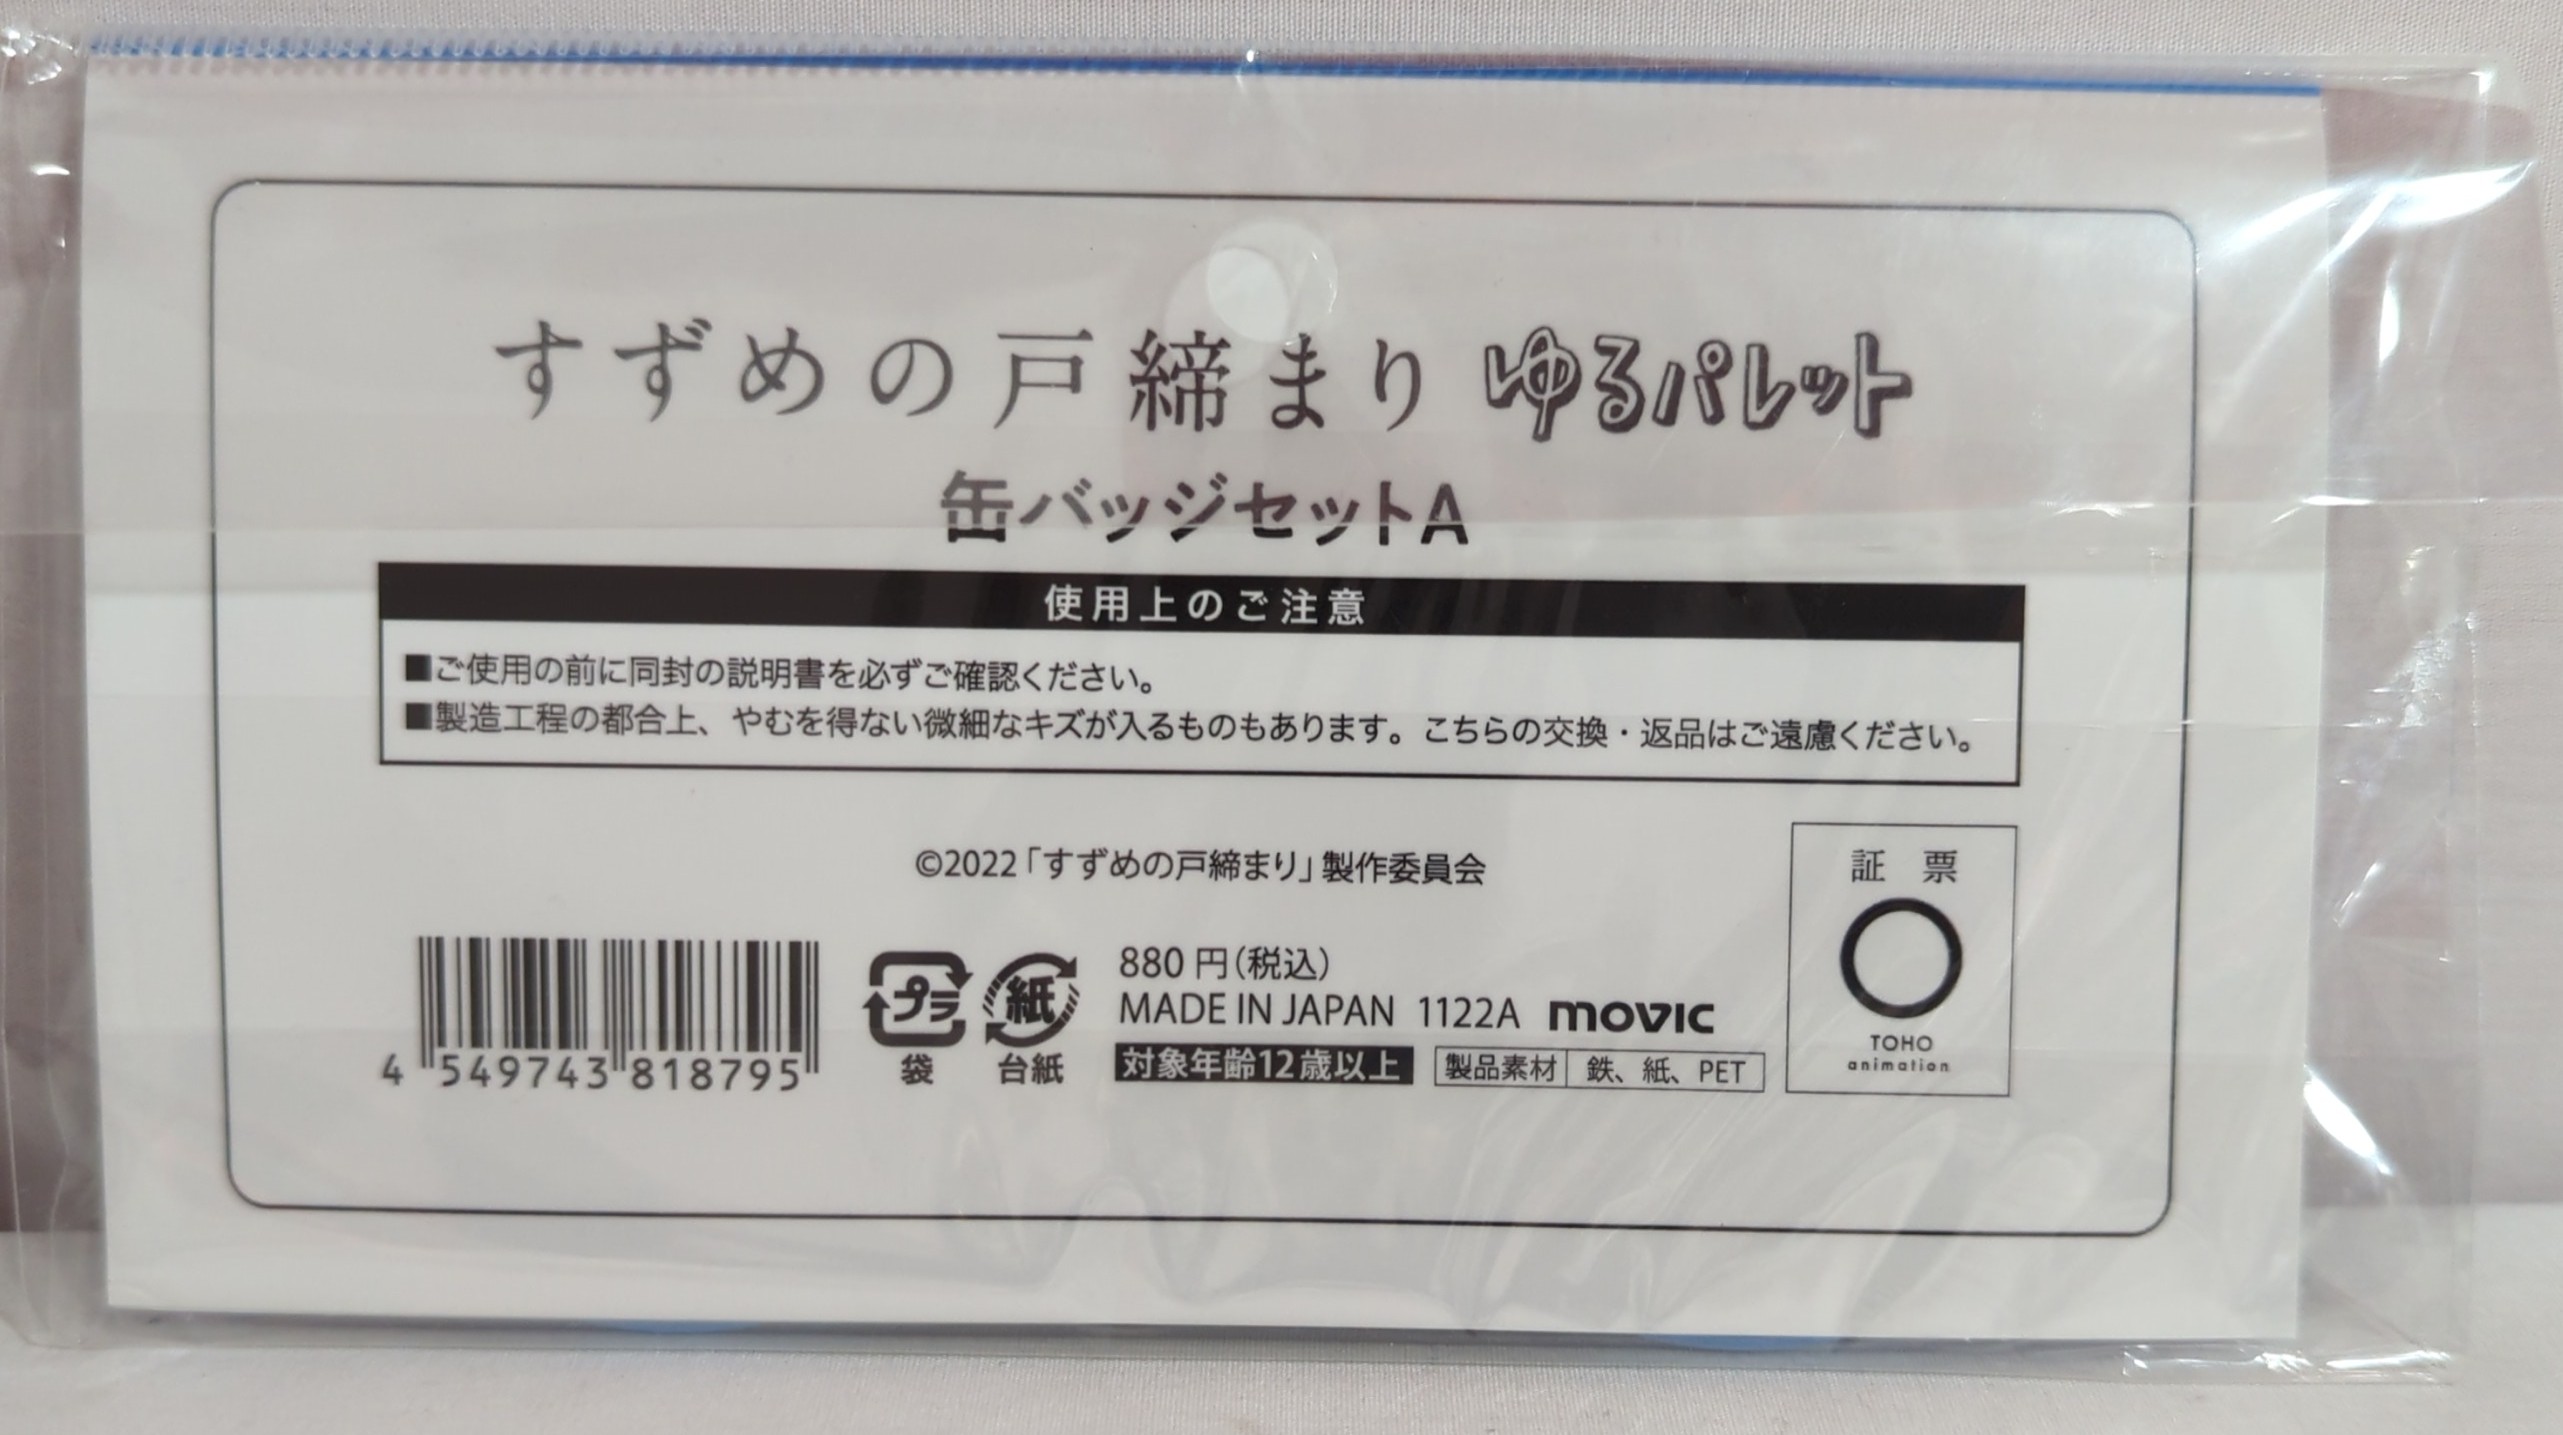 すずめの戸締まり ゆるパレット
缶バッジセットA
使用上のご注意
■ご使用の前に同封の説明書を必ずご確認ください。
■製造工程の都合上、やむを得ない微細なキズが入るものもあります。こちらの交換・返品はご遠慮ください。
©2022「すずめの戸締まり」製作委員会
証 票
TOHO
animation
4 549743 818795
プラ
袋
紙
台紙
880 円(税込)
MADE IN JAPAN 1122A movic
対象年齢12歳以上
製品素材 鉄、紙、PET